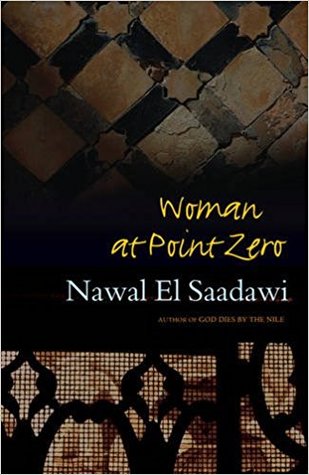 Woman
at Point Zero
Nawal El Saadawi
AUTHOR OF GOD DIES BY THE NILE